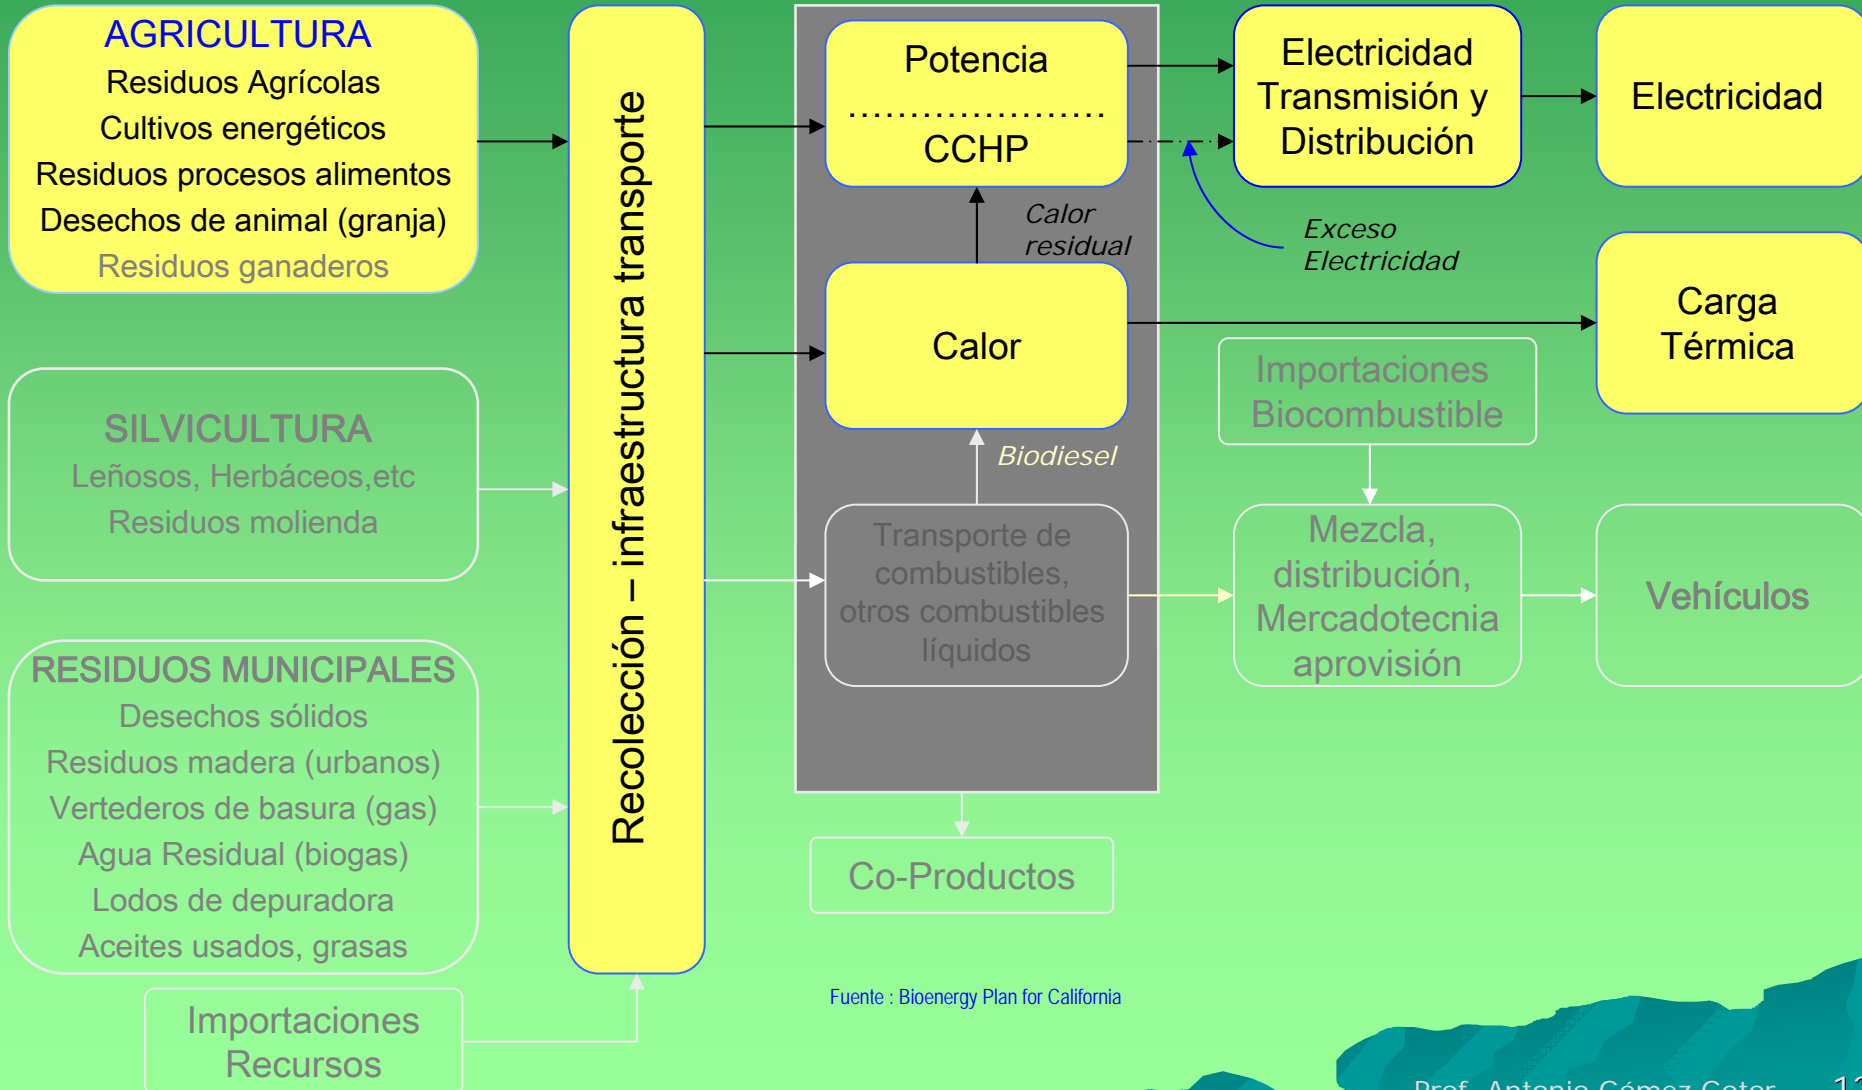 AGRICULTURA
Residuos Agrícolas
Cultivos energéticos
Residuos procesos alimentos
Desechos de animal (granja)
Residuos ganaderos
SILVICULTURA
Leñosos, Herbáceos,etc
Residuos molienda
RESIDUOS MUNICIPALES
Desechos sólidos
Residuos madera (urbanos)
Vertederos de basura (gas)
Agua Residual (biogas)
Lodos de depuradora
Aceites usados, grasas
Importaciones
Recursos
Recolección – infraestructura transporte
Potencia
.....................
CCHP
Calor
residual
Calor
Biodiesel
Transporte de
combustibles,
otros combustibles
líquidos
Co-Productos
Electricidad
Transmisión y
Distribución
Exceso
Electricidad
Importaciones
Biocombustible
Mezcla,
distribución,
Mercadotecnia
aprovisión
Electricidad
Carga
Térmica
Vehículos
Fuente : Bioenergy Plan for California
Prof. Antonio Gómez Gotor